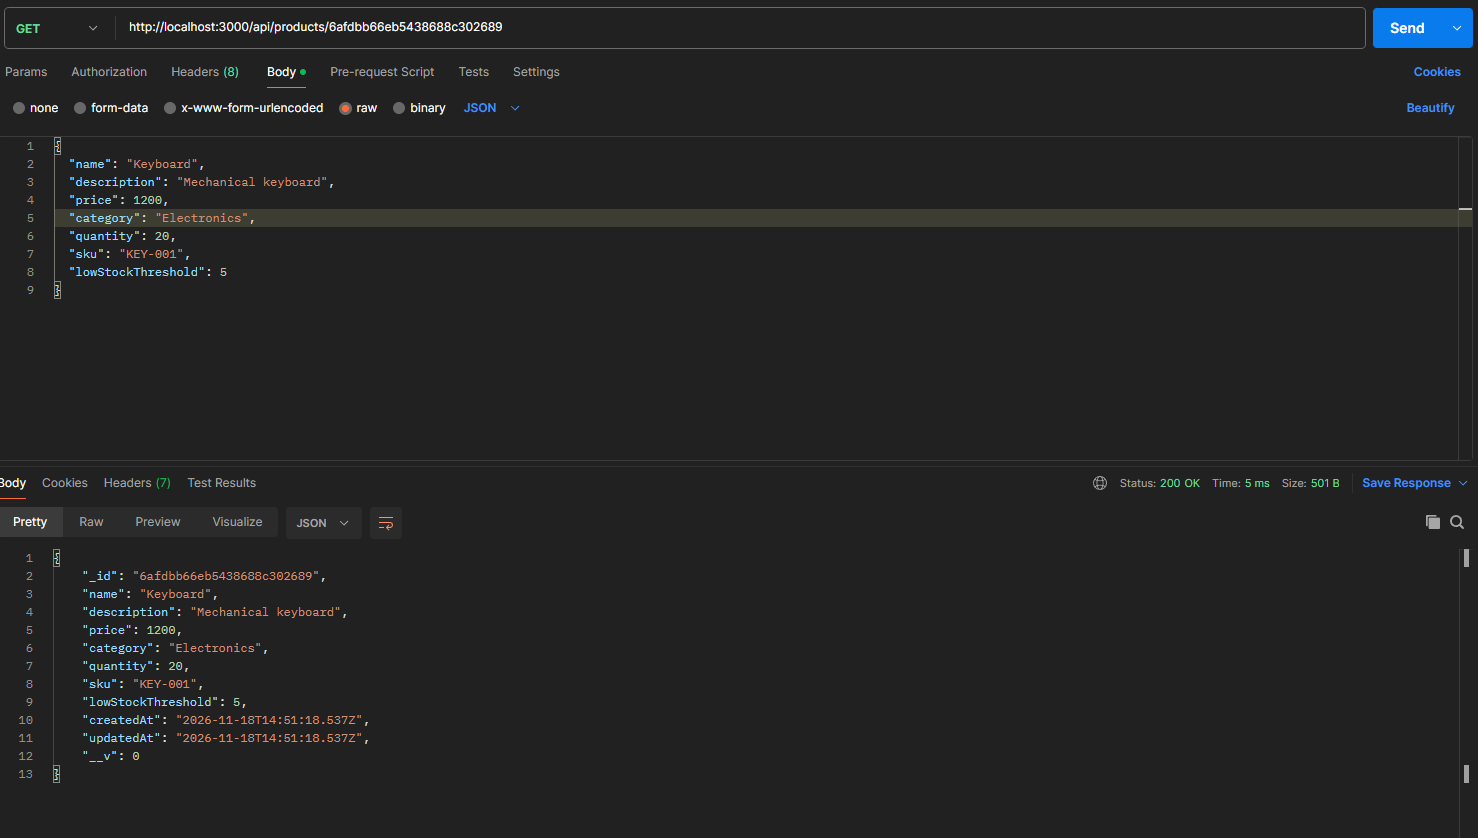 GET http://localhost:3000/api/products/6afdbb66eb5438688c302689 Send
Params Authorization Headers (8) Body Pre-request Script Tests Settings Cookies
none form-data x-www-form-urlencoded raw binary JSON Beautify
1 {
2 "name": "Keyboard",
3 "description": "Mechanical keyboard",
4 "price": 1200,
5 "category": "Electronics",
6 "quantity": 20,
7 "sku": "KEY-001",
8 "lowStockThreshold": 5
9 }
Body Cookies Headers (7) Test Results Status: 200 OK Time: 5 ms Size: 501 B Save Response
Pretty Raw Preview Visualize JSON
1 {
2 "_id": "6afdbb66eb5438688c302689",
3 "name": "Keyboard",
4 "description": "Mechanical keyboard",
5 "price": 1200,
6 "category": "Electronics",
7 "quantity": 20,
8 "sku": "KEY-001",
9 "lowStockThreshold": 5,
10 "createdAt": "2026-11-18T14:51:18.537Z",
11 "updatedAt": "2026-11-18T14:51:18.537Z",
12 "__v": 0
13 }